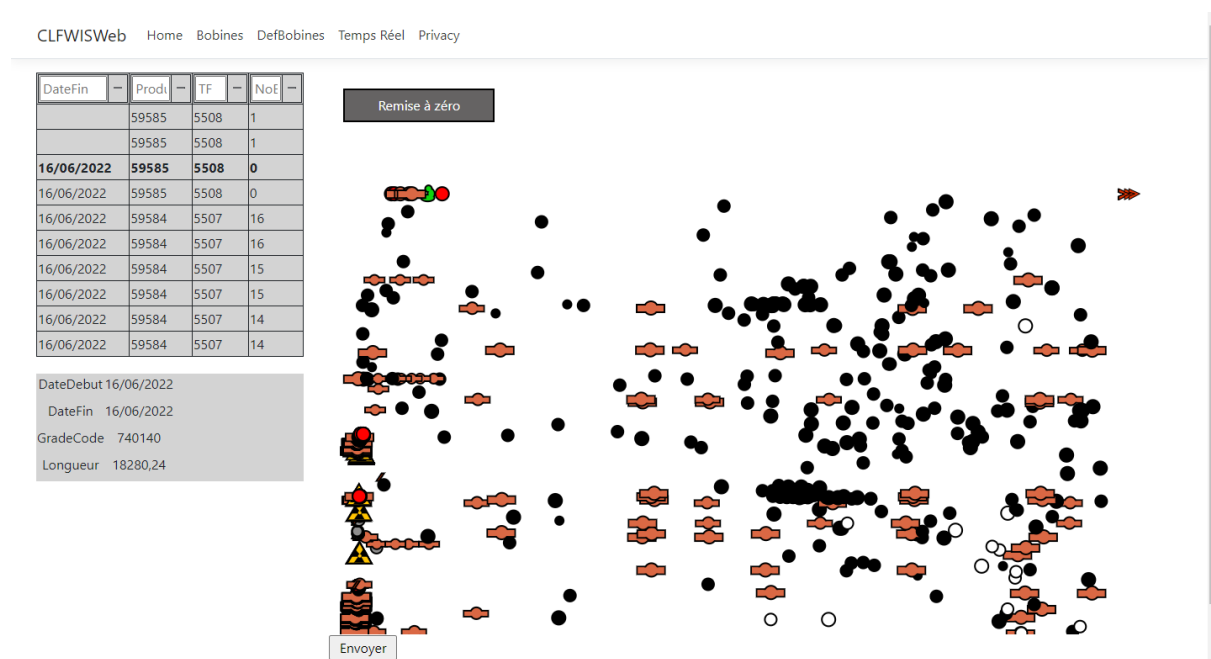 CLFWISWeb Home Bobines DefBobines Temps Réel Privacy
DateFin Produ TF NoB
59585 5508 1
59585 5508 1
16/06/2022 59585 5508 0
16/06/2022 59585 5508 0
16/06/2022 59584 5507 16
16/06/2022 59584 5507 16
16/06/2022 59584 5507 15
16/06/2022 59584 5507 15
16/06/2022 59584 5507 14
16/06/2022 59584 5507 14
DateDebut 16/06/2022
DateFin 16/06/2022
GradeCode 740140
Longueur 18280,24
Remise à zéro
Envoyer